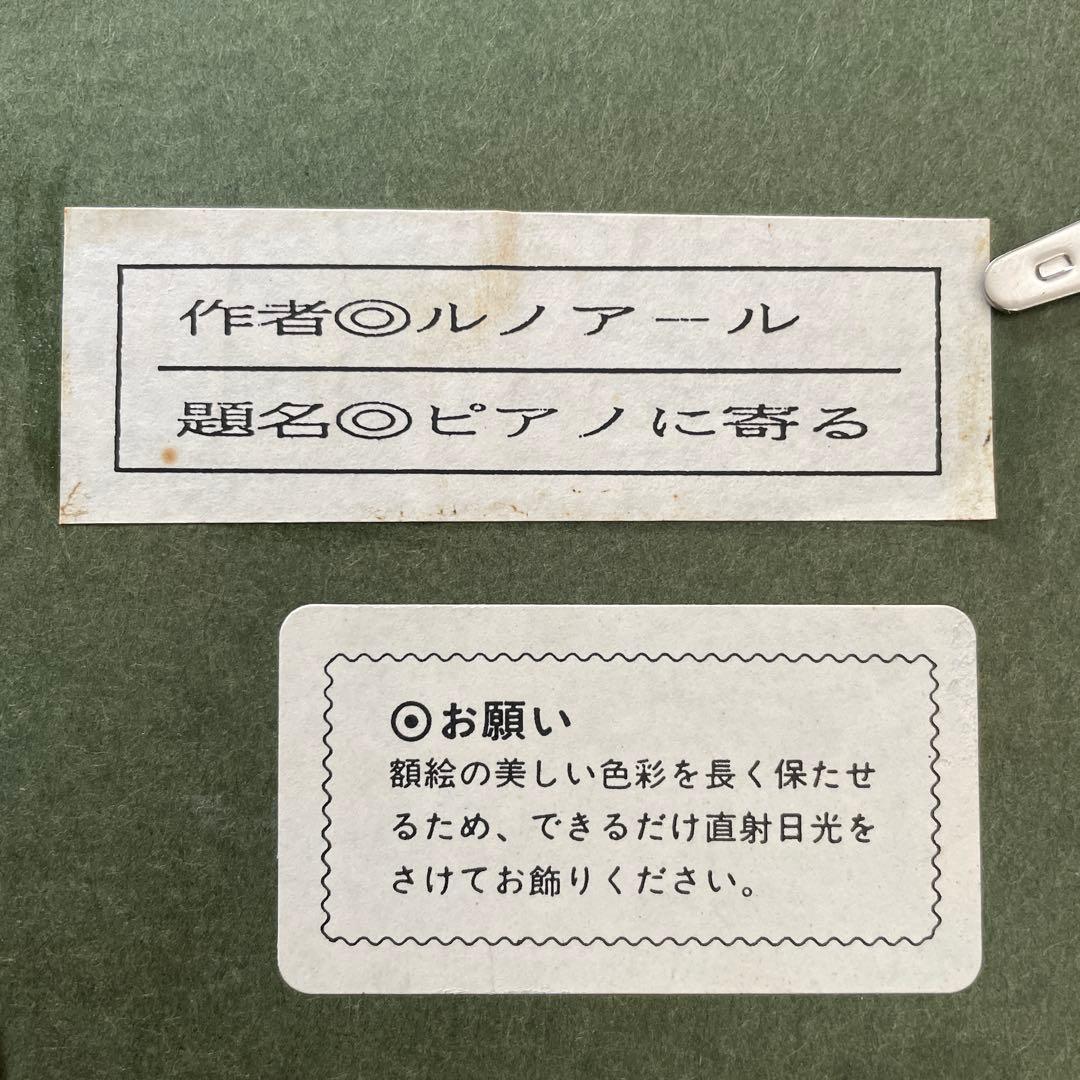 作者◎ルノアール
題名◎ピアノに寄る
⦿お願い
額絵の美しい色彩を長く保たせ
るため、できるだけ直射日光を
さけてお飾りください。